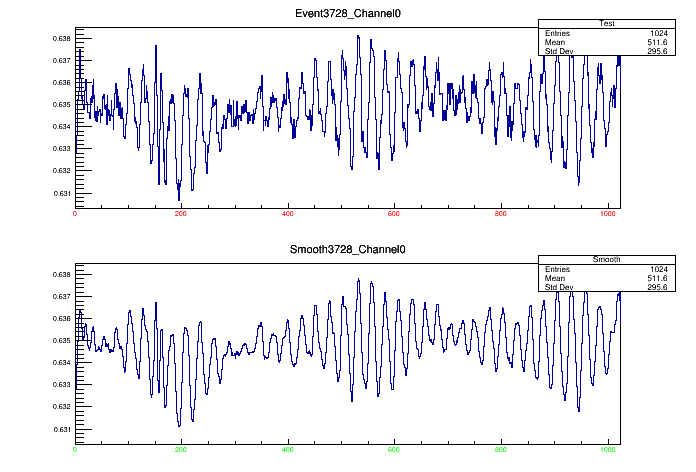 Event3728_Channel0
Test
Entries 1024
Mean 511.6
Std Dev 295.6
0.638
0.637
0.636
0.635
0.634
0.633
0.632
0.631
0 200 400 600 800 1000
Smooth3728_Channel0
Smooth
Entries 1024
Mean 511.6
Std Dev 295.6
0.638
0.637
0.636
0.635
0.634
0.633
0.632
0.631
0 200 400 600 800 1000